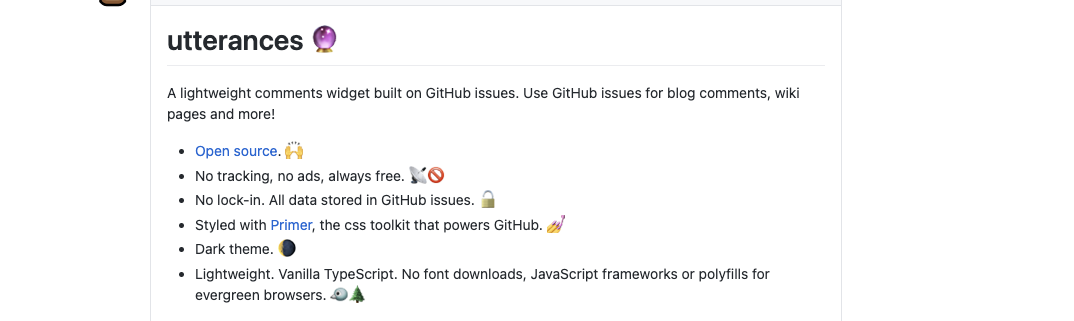 utterances 🔮
A lightweight comments widget built on GitHub issues. Use GitHub issues for blog comments, wiki
pages and more!
• Open source. 🙌
• No tracking, no ads, always free. 📡🚫
• No lock-in. All data stored in GitHub issues. 🔓
• Styled with Primer, the css toolkit that powers GitHub. 💅
• Dark theme. 🌘
• Lightweight. Vanilla TypeScript. No font downloads, JavaScript frameworks or polyfills for
evergreen browsers. 🐦🌲